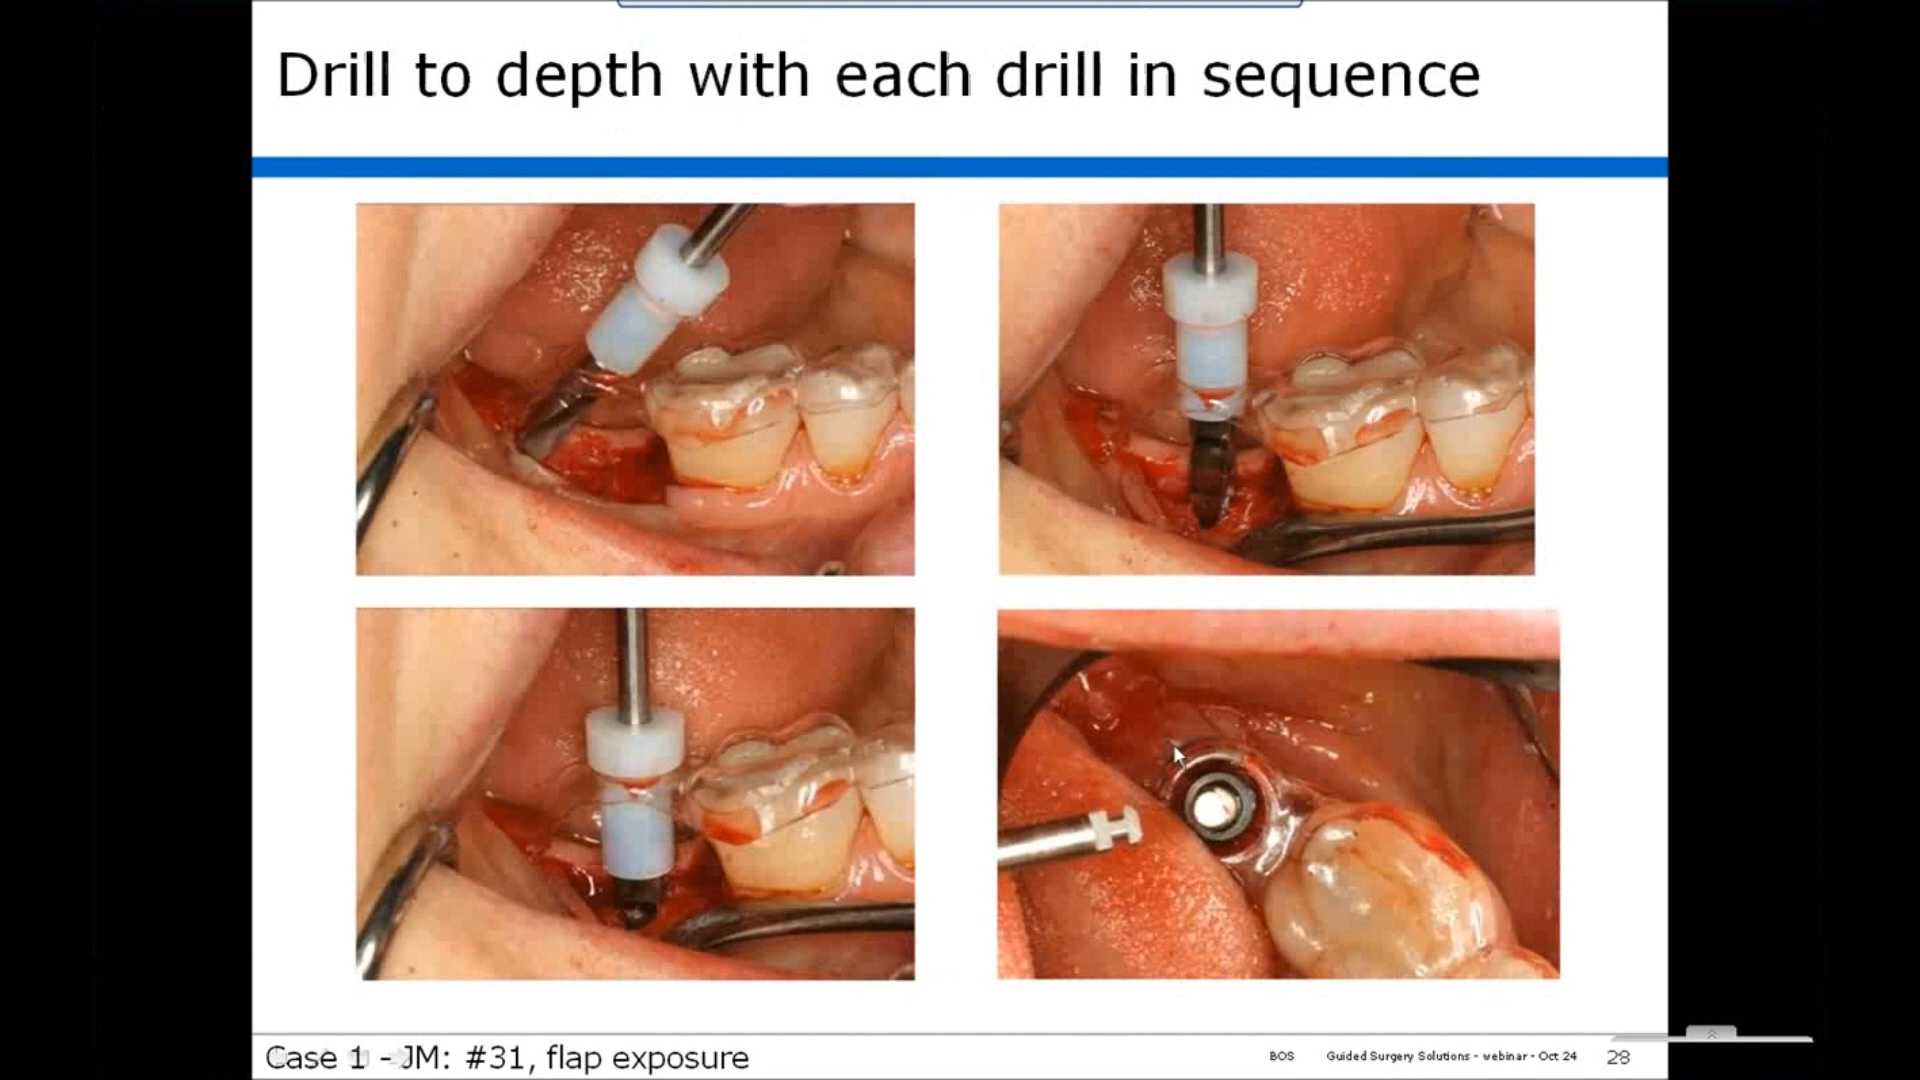 Drill to depth with each drill in sequence
Case 1 - JM: #31, flap exposure
BOS
Guided Surgery Solutions - webinar - Oct 24
28